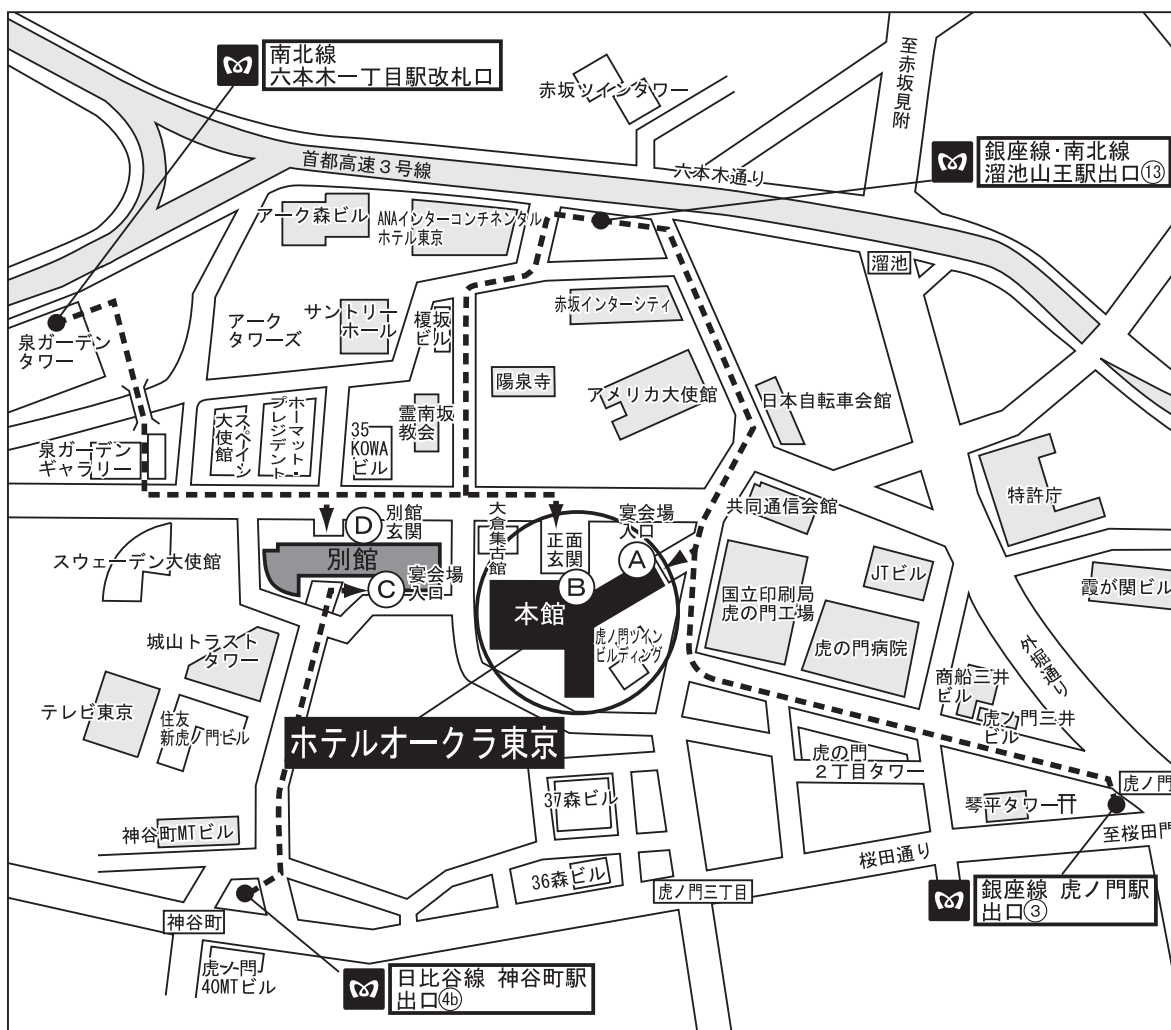 南北線
六本木一丁目駅改札口
赤坂ツインタワー
至赤坂見附
首都高速3号線
六本木通り
銀座線･南北線
溜池山王駅出口⑬
アーク森ビル
ANAインターコンチネンタル
ホテル東京
溜池
泉ガーデン
タワー
アーク
タワーズ
サントリー
ホール
榎坂
ビル
赤坂インターシティ
陽泉寺
アメリカ大使館
日本自転車会館
泉ガーデン
ギャラリー
スペイン
大使館
ホーマット・
プレジデント
35
KOWA
ビル
霊南坂
教会
特許庁
共同通信会館
スウェーデン大使館
D
別館
玄関
別館
C
宴会場
入口
大倉集古館
正面
玄関
B
宴会場
入口
A
本館
虎ノ門ツイン
ビルディング
国立印刷局
虎の門工場
JTビル
虎の門病院
霞が関ビル
外堀通り
城山トラスト
タワー
テレビ東京
住友
新虎ノ門ビル
ホテルオークラ東京
商船三井
ビル
虎ノ門三井
ビル
虎の門
2丁目タワー
虎ノ門
琴平タワー
至桜田門
桜田通り
37森ビル
36森ビル
神谷町MTビル
虎ノ門三丁目
神谷町
虎ノ門
40MTビル
日比谷線 神谷町駅
出口4b
銀座線 虎ノ門駅
出口③